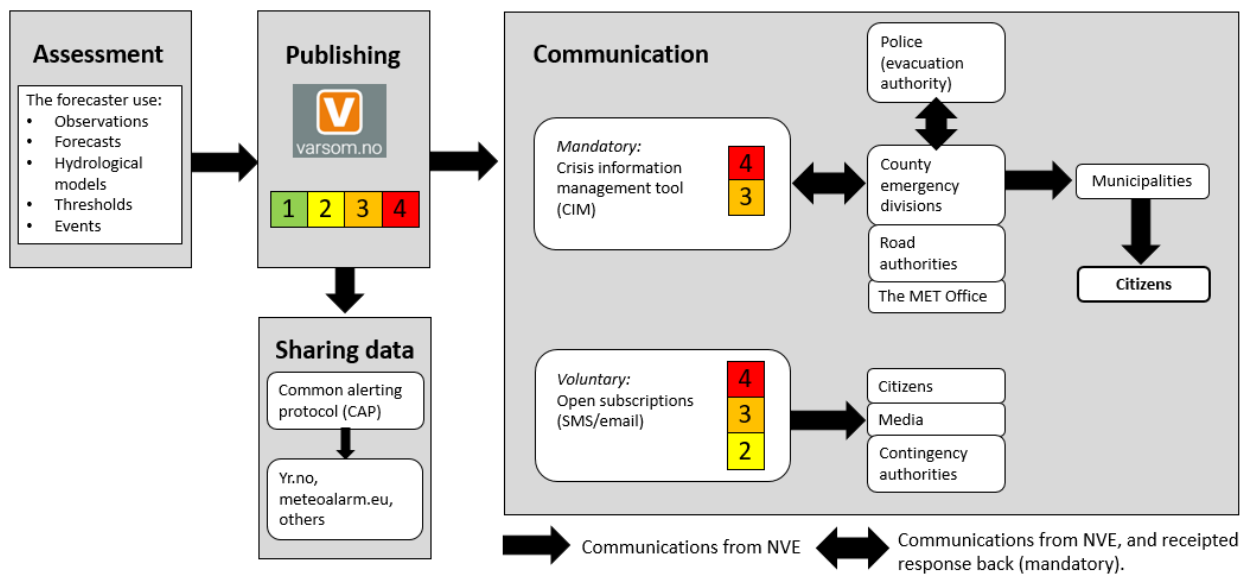 Assessment
The forecaster use:
• Observations
• Forecasts
• Hydrological
models
• Thresholds
• Events
Publishing
V
varsom.no
1 2 3 4
Sharing data
Common alerting
protocol (CAP)
Yr.no,
meteoalarm.eu,
others
Communication
Mandatory:
Crisis information
management tool
(CIM)
4
3
Police
(evacuation
authority)
County
emergency
divisions
Road
authorities
The MET Office
Municipalities
Citizens
Voluntary:
Open subscriptions
(SMS/email)
4
3
2
Citizens
Media
Contingency
authorities
Communications from NVE
Communications from NVE, and receipted
response back (mandatory).